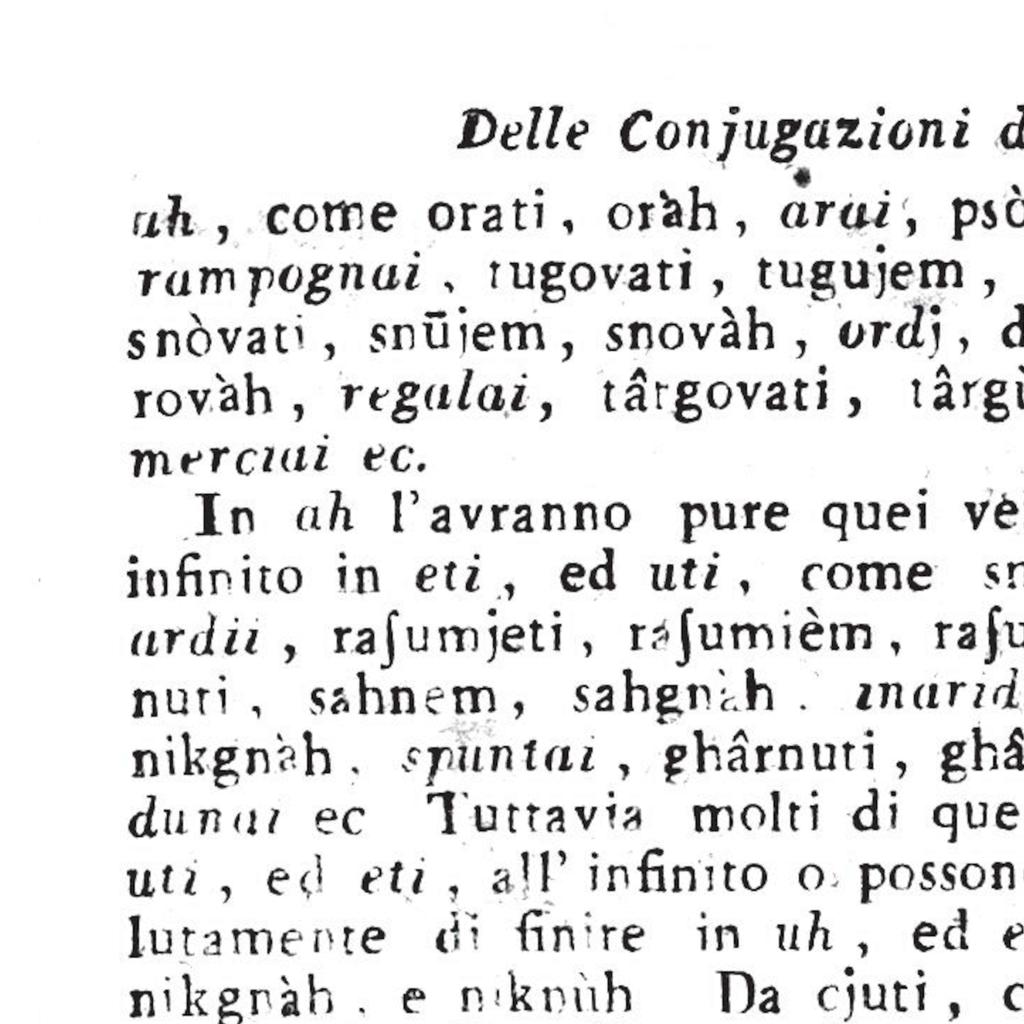 Delle Conjugazioni d
ah, come orati, oràh, arai, psò
rampognai, tugovati, tugujem,
snòvati, snūjem, snovàh, ordj, d
rovàh, regalai, târgovati, târgù
merciai ec.
In ah l'avranno pure quei ve
infinito in eti, ed uti, come sn
ardii, raſumjeti, raſumièm, raſu
nuti, sahnem, sahgnàh. inarid
nikgnàh. spuntai, ghârnuti, ghâ
dunai ec Tuttavia molti di que
uti, ed eti, all' infinito o posson
lutamente di finire in uh, ed e
nikgnàh. e niknùh Da cjuti, c